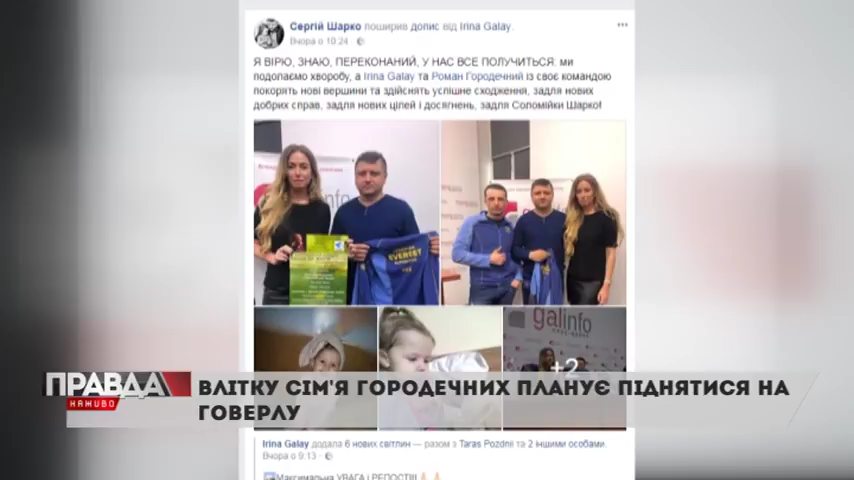 Сергій Шарко поширив допис від Irina Galay.
Вчора о 10:24
Я ВІРЮ, ЗНАЮ, ПЕРЕКОНАНИЙ, У НАС ВСЕ ПОЛУЧИТЬСЯ: ми
подолаємо хворобу, а Irina Galay та Роман Городечний із своє командою
покорять нові вершини та здійснять успішне сходження, задля нових
добрих справ, задля нових цілей і досягнень, задля Соломійки Шарко!
galinfo
EVEREST
galinfo
+2
ПРАВДА
НАЖИВО
ВЛІТКУ СІМ'Я ГОРОДЕЧНИХ ПЛАНУЄ ПІДНЯТИСЯ НА
ГОВЕРЛУ
Irina Galay додала 6 нових світлин — разом з Taras Pozdnii та 2 іншими особами.
Вчора о 9:13
Максимальна УВАГА і РЕПОСТ!!!